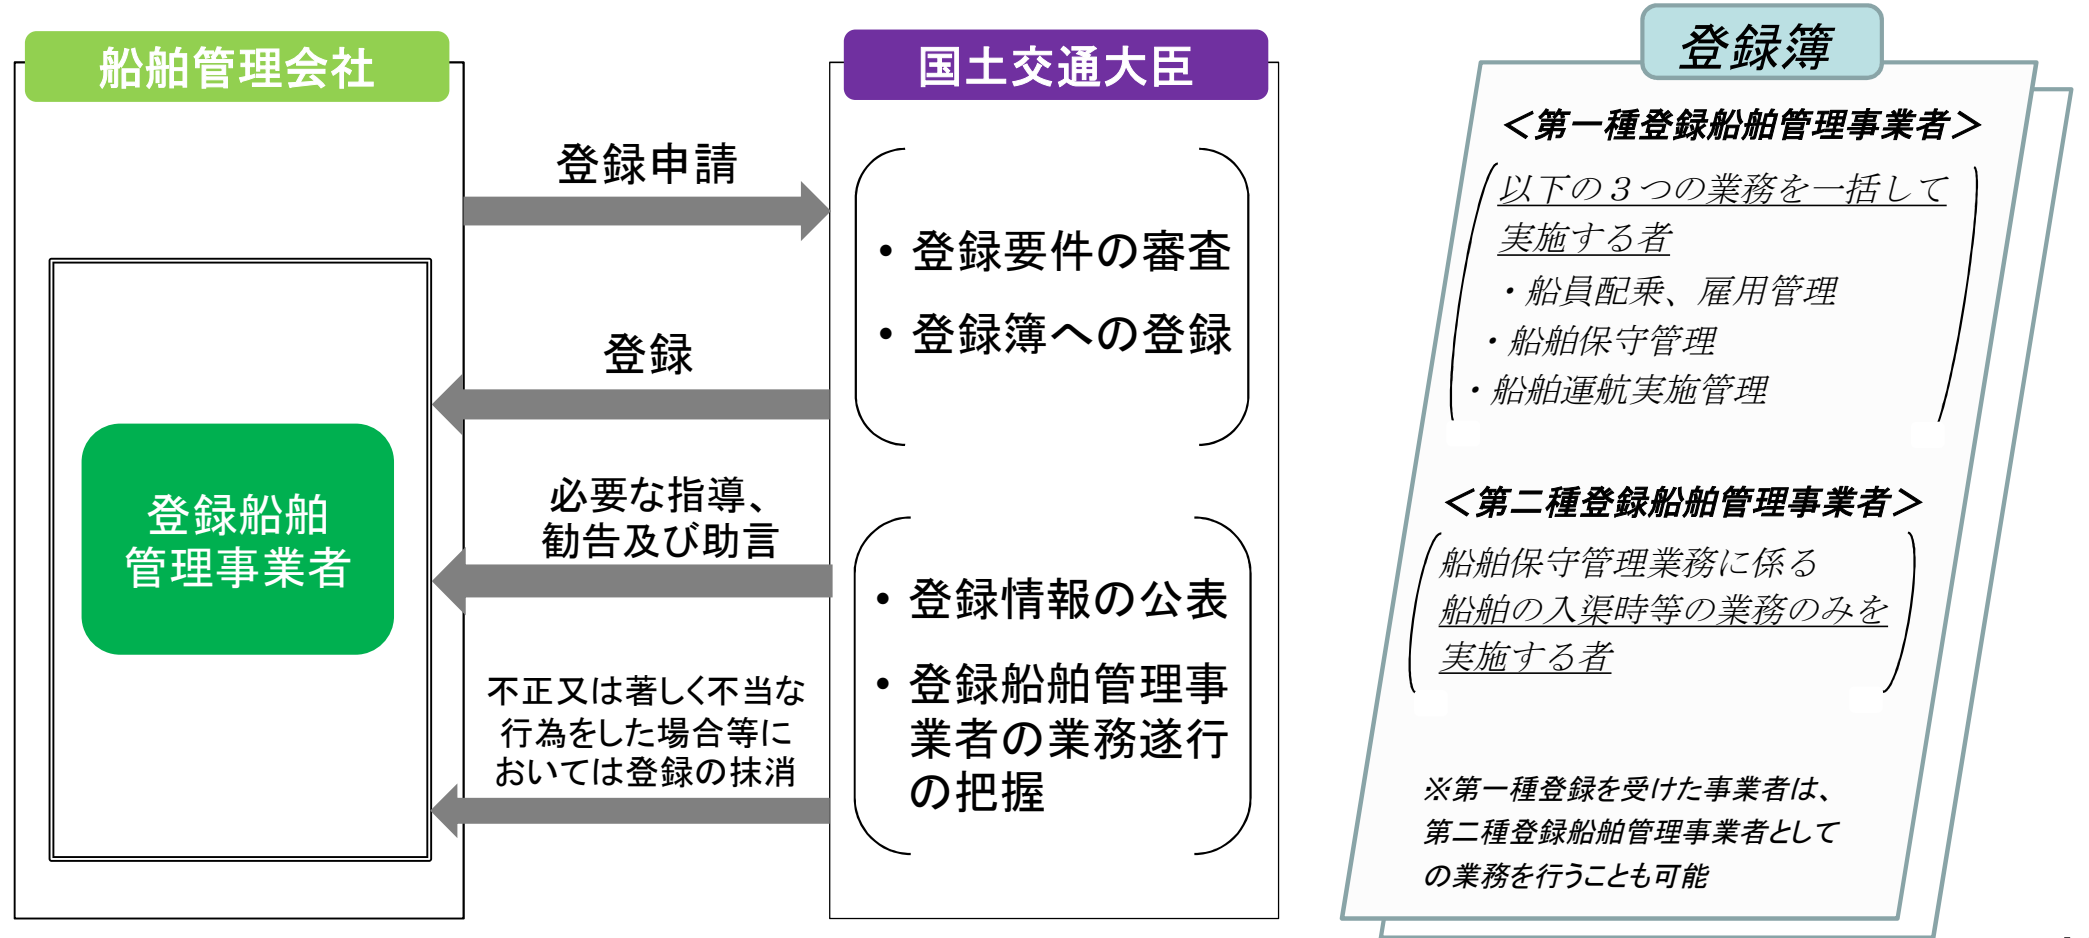 船舶管理会社
登録船舶
管理事業者
登録申請
登録
必要な指導、
勧告及び助言
不正又は著しく不当な
行為をした場合等に
おいては登録の抹消
国土交通大臣
・登録要件の審査
・登録簿への登録
・登録情報の公表
・登録船舶管理事
業者の業務遂行
の把握
登録簿
＜第一種登録船舶管理事業者＞
以下の３つの業務を一括して
実施する者
・船員配乗、雇用管理
・船舶保守管理
・船舶運航実施管理
＜第二種登録船舶管理事業者＞
船舶保守管理業務に係る
船舶の入渠時等の業務のみを
実施する者
※第一種登録を受けた事業者は、
第二種登録船舶管理事業者として
の業務を行うことも可能